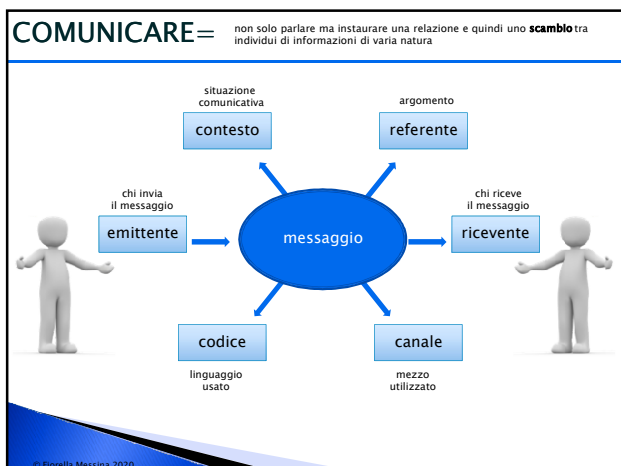 COMUNICARE= non solo parlare ma instaurare una relazione e quindi uno scambio tra
individui di informazioni di varia natura
situazione
comunicativa
contesto
argomento
referente
chi invia
il messaggio
emittente
messaggio
chi riceve
il messaggio
ricevente
codice
linguaggio
usato
canale
mezzo
utilizzato
© Fiorella Messina 2020